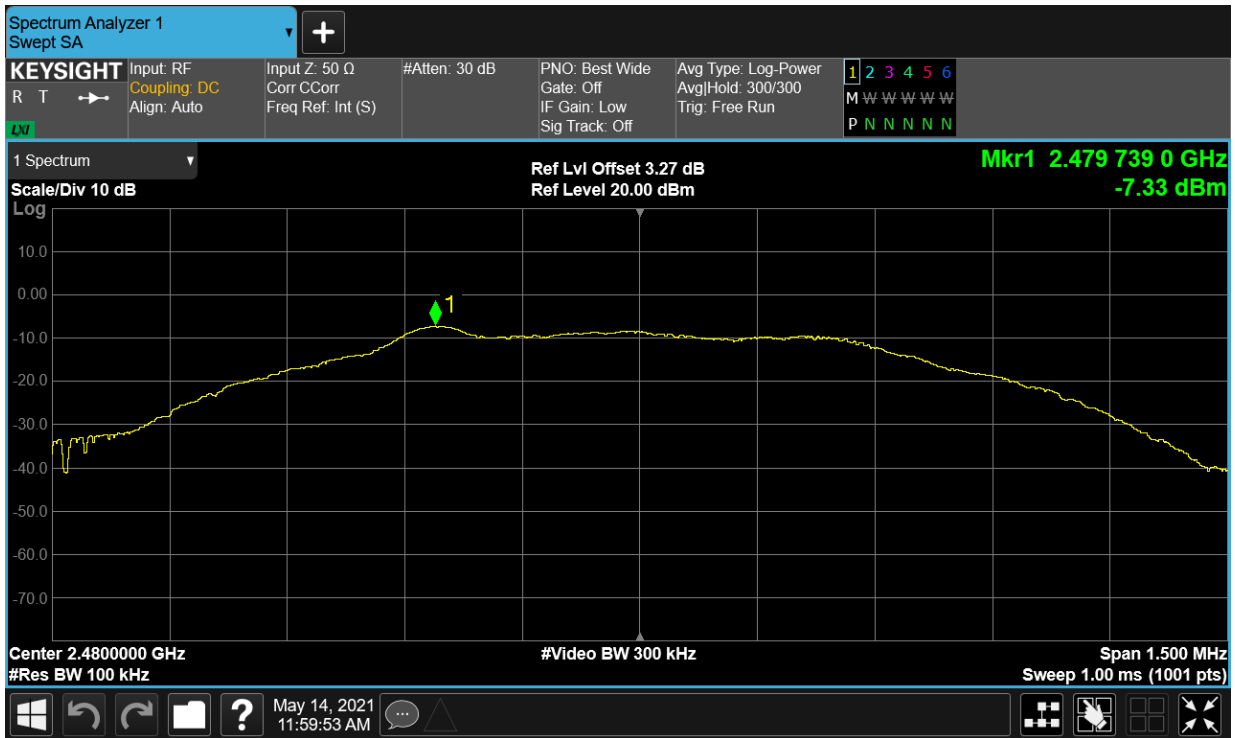 Spectrum Analyzer 1
Swept SA
KEYSIGHT
R T
LXI
Input: RF
Coupling: DC
Align: Auto
Input Z: 50 Ω
Corr CCorr
Freq Ref: Int (S)
#Atten: 30 dB
PNO: Best Wide
Gate: Off
IF Gain: Low
Sig Track: Off
Avg Type: Log-Power
Avg|Hold: 300/300
Trig: Free Run
1 2 3 4 5 6
M W W W W W
P N N N N N
1 Spectrum
Scale/Div 10 dB
Log
Ref Lvl Offset 3.27 dB
Ref Level 20.00 dBm
Mkr1 2.479 739 0 GHz
-7.33 dBm
10.0
0.00
-10.0
-20.0
-30.0
-40.0
-50.0
-60.0
-70.0
1
Center 2.4800000 GHz
#Res BW 100 kHz
#Video BW 300 kHz
Span 1.500 MHz
Sweep 1.00 ms (1001 pts)
?
May 14, 2021
11:59:53 AM